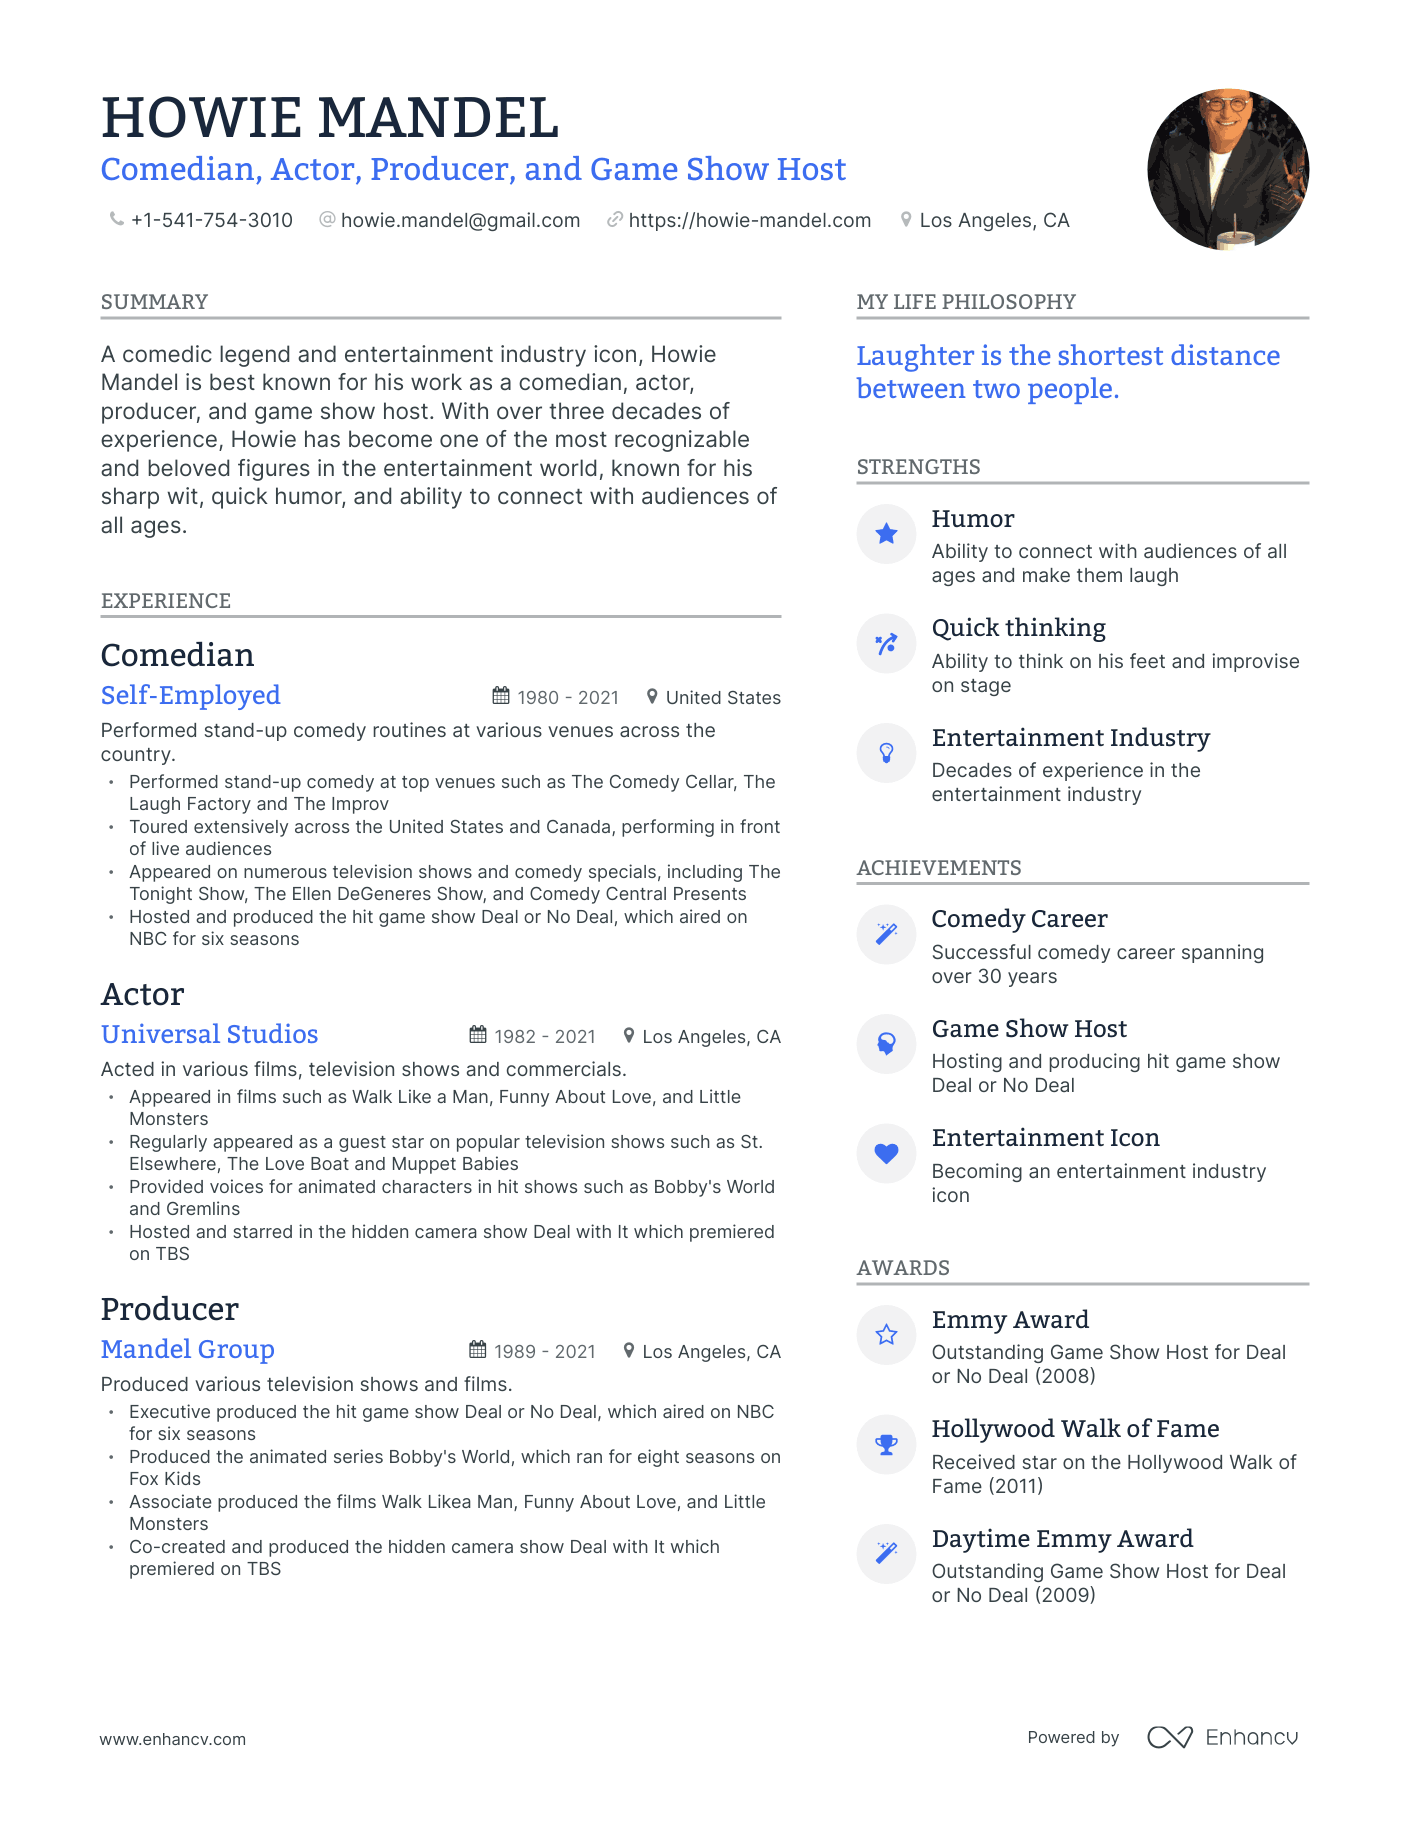 HOWIE MANDEL
Comedian, Actor, Producer, and Game Show Host
+1-541-754-3010 howie.mandel@gmail.com https://howie-mandel.com Los Angeles, CA
SUMMARY
A comedic legend and entertainment industry icon, Howie
Mandel is best known for his work as a comedian, actor,
producer, and game show host. With over three decades of
experience, Howie has become one of the most recognizable
and beloved figures in the entertainment world, known for his
sharp wit, quick humor, and ability to connect with audiences of
all ages.
EXPERIENCE
Comedian
Self-Employed 1980 - 2021 United States
Performed stand-up comedy routines at various venues across the
country.
• Performed stand-up comedy at top venues such as The Comedy Cellar, The
Laugh Factory and The Improv
• Toured extensively across the United States and Canada, performing in front
of live audiences
• Appeared on numerous television shows and comedy specials, including The
Tonight Show, The Ellen DeGeneres Show, and Comedy Central Presents
• Hosted and produced the hit game show Deal or No Deal, which aired on
NBC for six seasons
Actor
Universal Studios 1982 - 2021 Los Angeles, CA
Acted in various films, television shows and commercials.
• Appeared in films such as Walk Like a Man, Funny About Love, and Little
Monsters
• Regularly appeared as a guest star on popular television shows such as St.
Elsewhere, The Love Boat and Muppet Babies
• Provided voices for animated characters in hit shows such as Bobby's World
and Gremlins
• Hosted and starred in the hidden camera show Deal with It which premiered
on TBS
Producer
Mandel Group 1989 - 2021 Los Angeles, CA
Produced various television shows and films.
• Executive produced the hit game show Deal or No Deal, which aired on NBC
for six seasons
• Produced the animated series Bobby's World, which ran for eight seasons on
Fox Kids
• Associate produced the films Walk Likea Man, Funny About Love, and Little
Monsters
• Co-created and produced the hidden camera show Deal with It which
premiered on TBS
MY LIFE PHILOSOPHY
Laughter is the shortest distance
between two people.
STRENGTHS
Humor
Ability to connect with audiences of all
ages and make them laugh
Quick thinking
Ability to think on his feet and improvise
on stage
Entertainment Industry
Decades of experience in the
entertainment industry
ACHIEVEMENTS
Comedy Career
Successful comedy career spanning
over 30 years
Game Show Host
Hosting and producing hit game show
Deal or No Deal
Entertainment Icon
Becoming an entertainment industry
icon
AWARDS
Emmy Award
Outstanding Game Show Host for Deal
or No Deal (2008)
Hollywood Walk of Fame
Received star on the Hollywood Walk of
Fame (2011)
Daytime Emmy Award
Outstanding Game Show Host for Deal
or No Deal (2009)
www.enhancv.com Powered by Enhancv